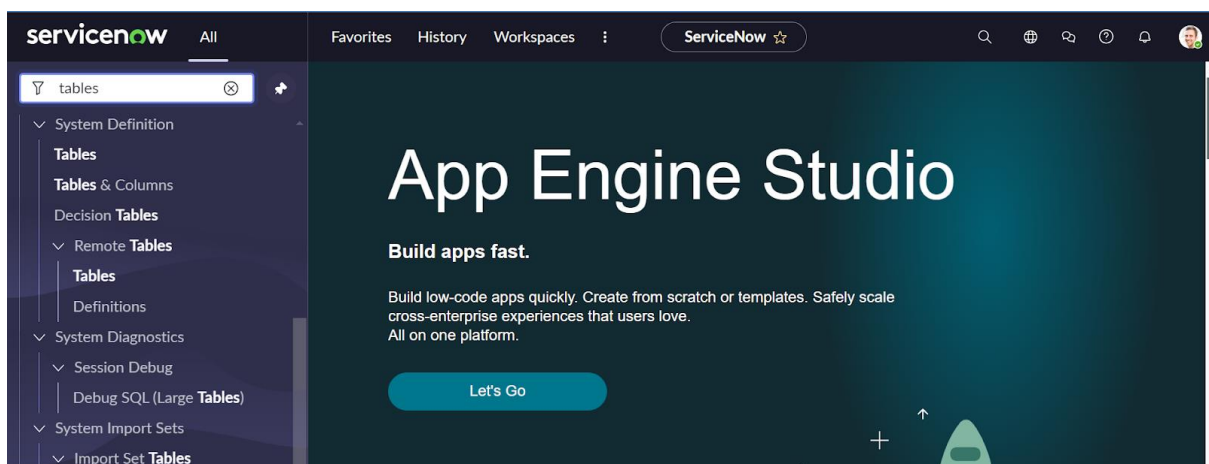 servicenow All Favorites History Workspaces ServiceNow
tables
System Definition
Tables
Tables & Columns
Decision Tables
Remote Tables
Tables
Definitions
System Diagnostics
Session Debug
Debug SQL (Large Tables)
System Import Sets
Import Set Tables
App Engine Studio
Build apps fast.
Build low-code apps quickly. Create from scratch or templates. Safely scale
cross-enterprise experiences that users love.
All on one platform.
Let's Go